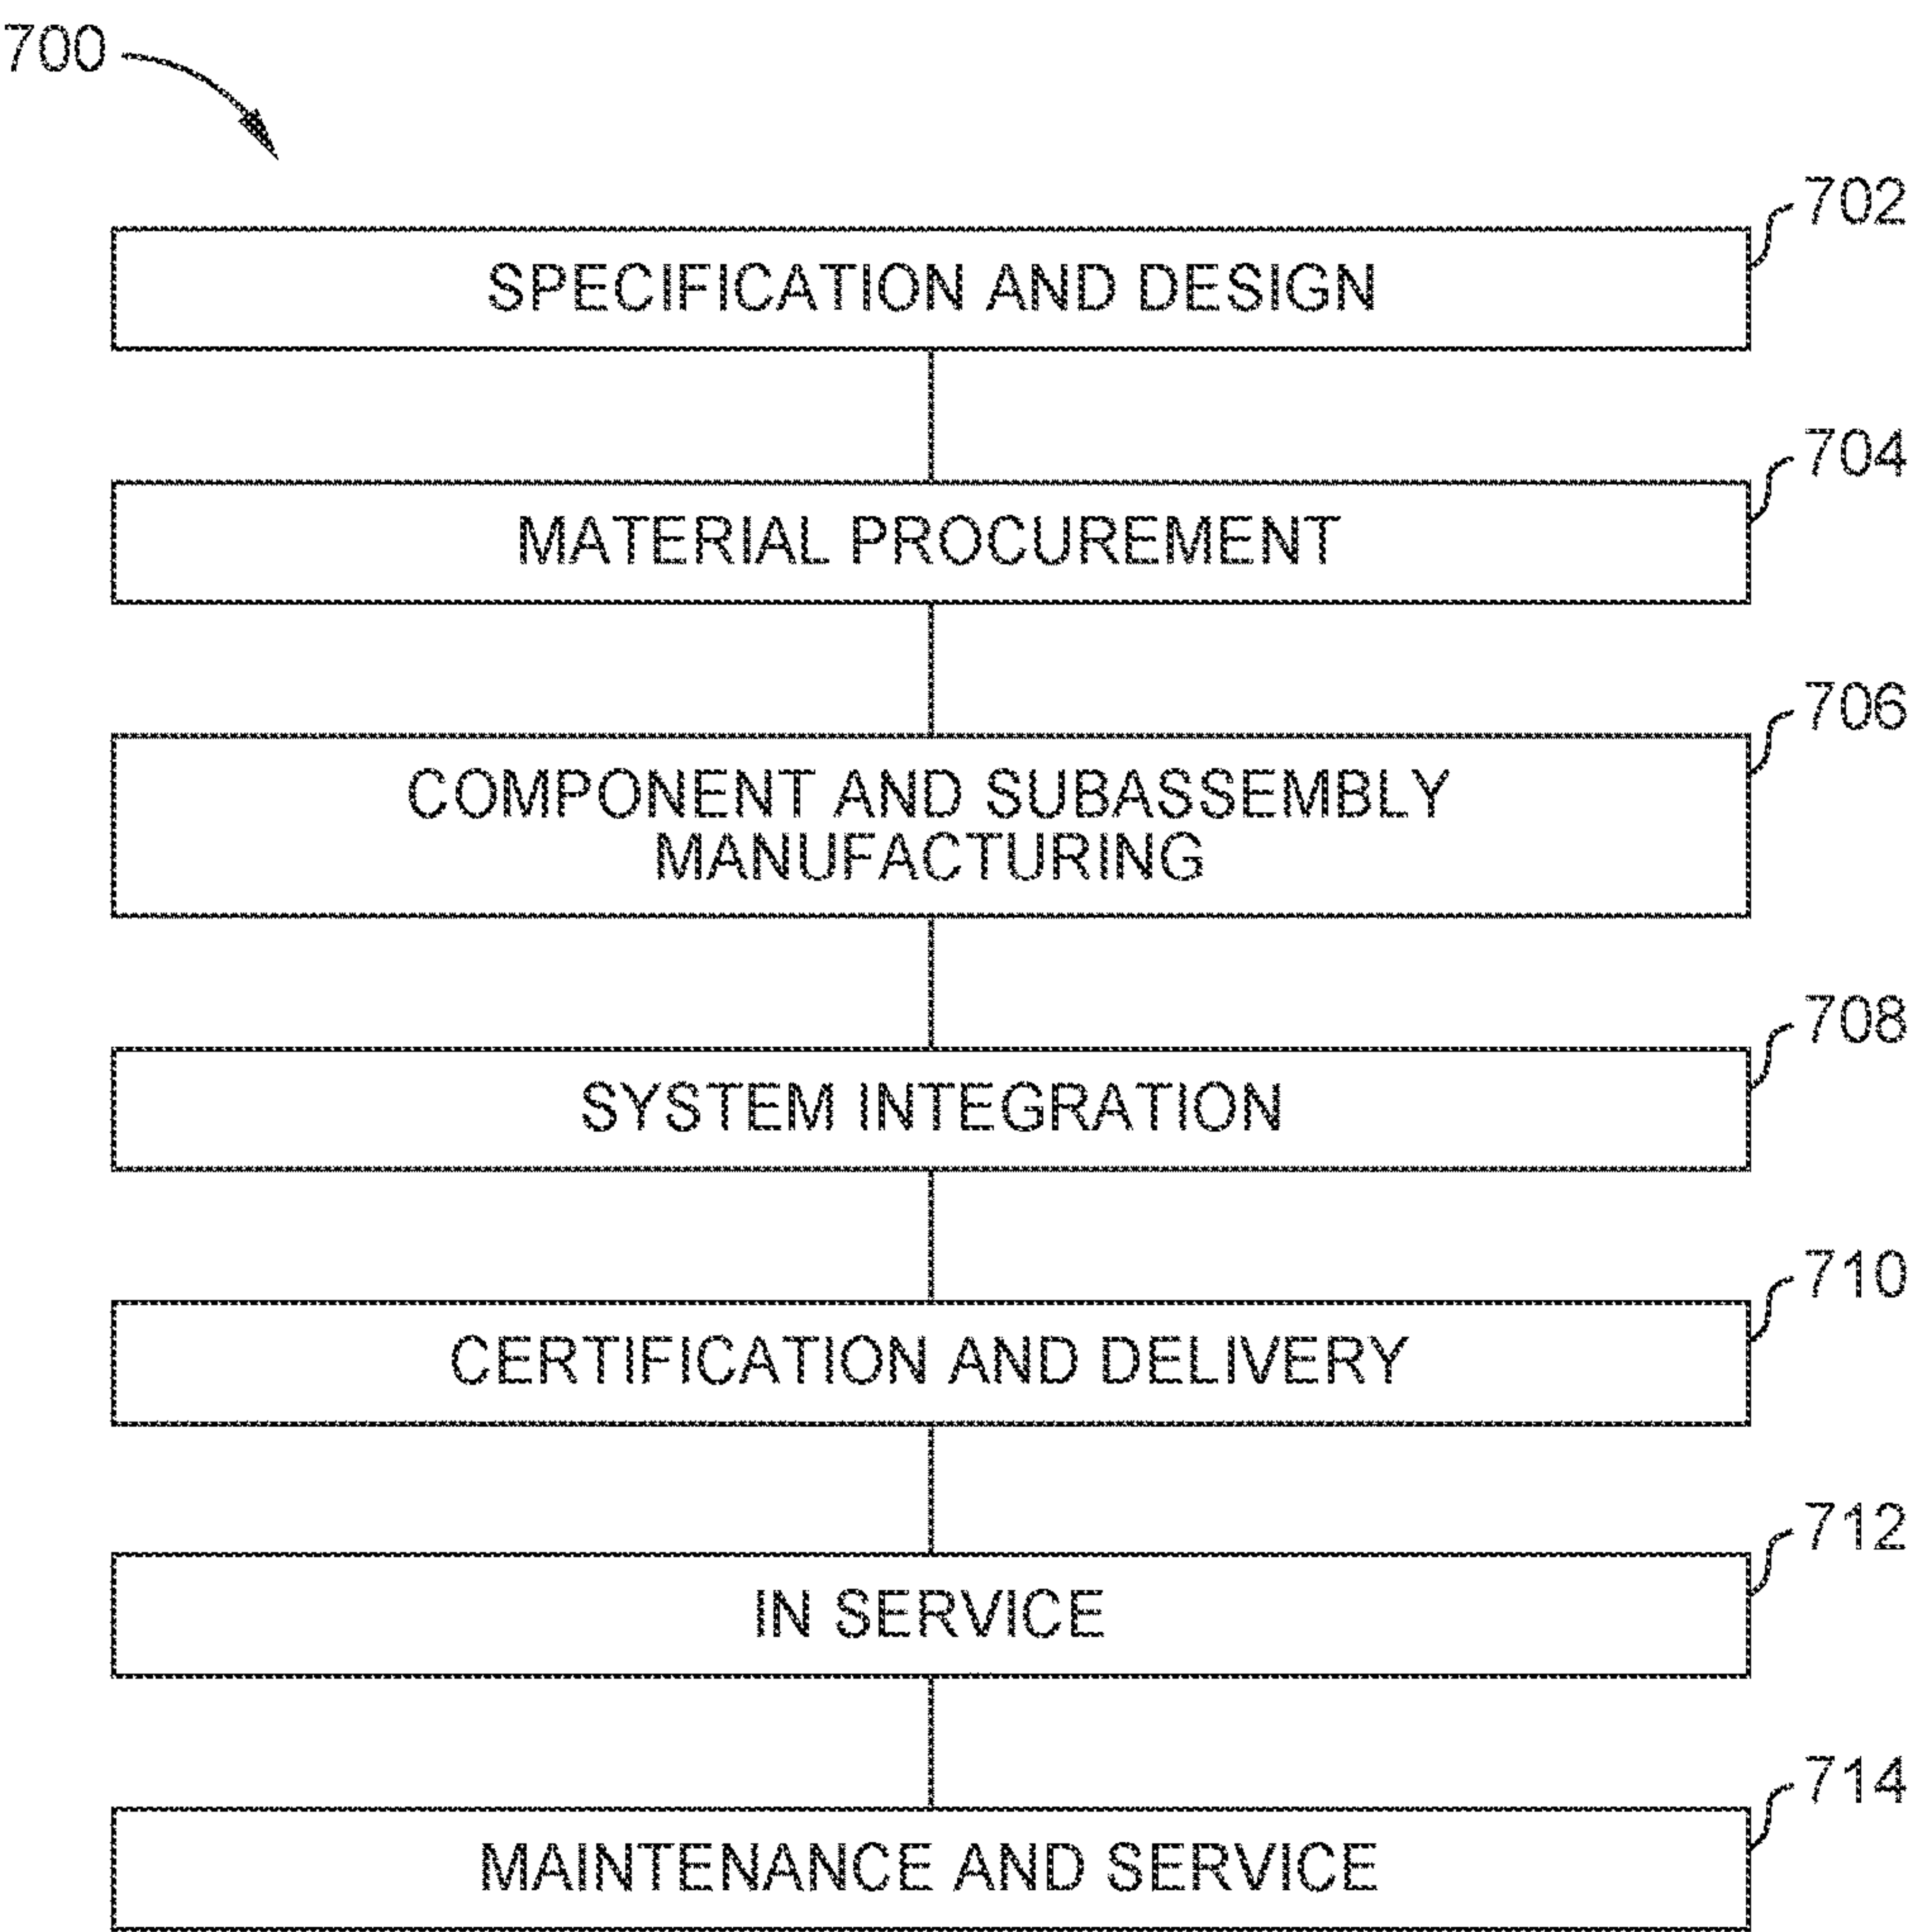 700
702
SPECIFICATION AND DESIGN
704
MATERIAL PROCUREMENT
706
COMPONENT AND SUBASSEMBLY
MANUFACTURING
708
SYSTEM INTEGRATION
710
CERTIFICATION AND DELIVERY
712
IN SERVICE
714
MAINTENANCE AND SERVICE